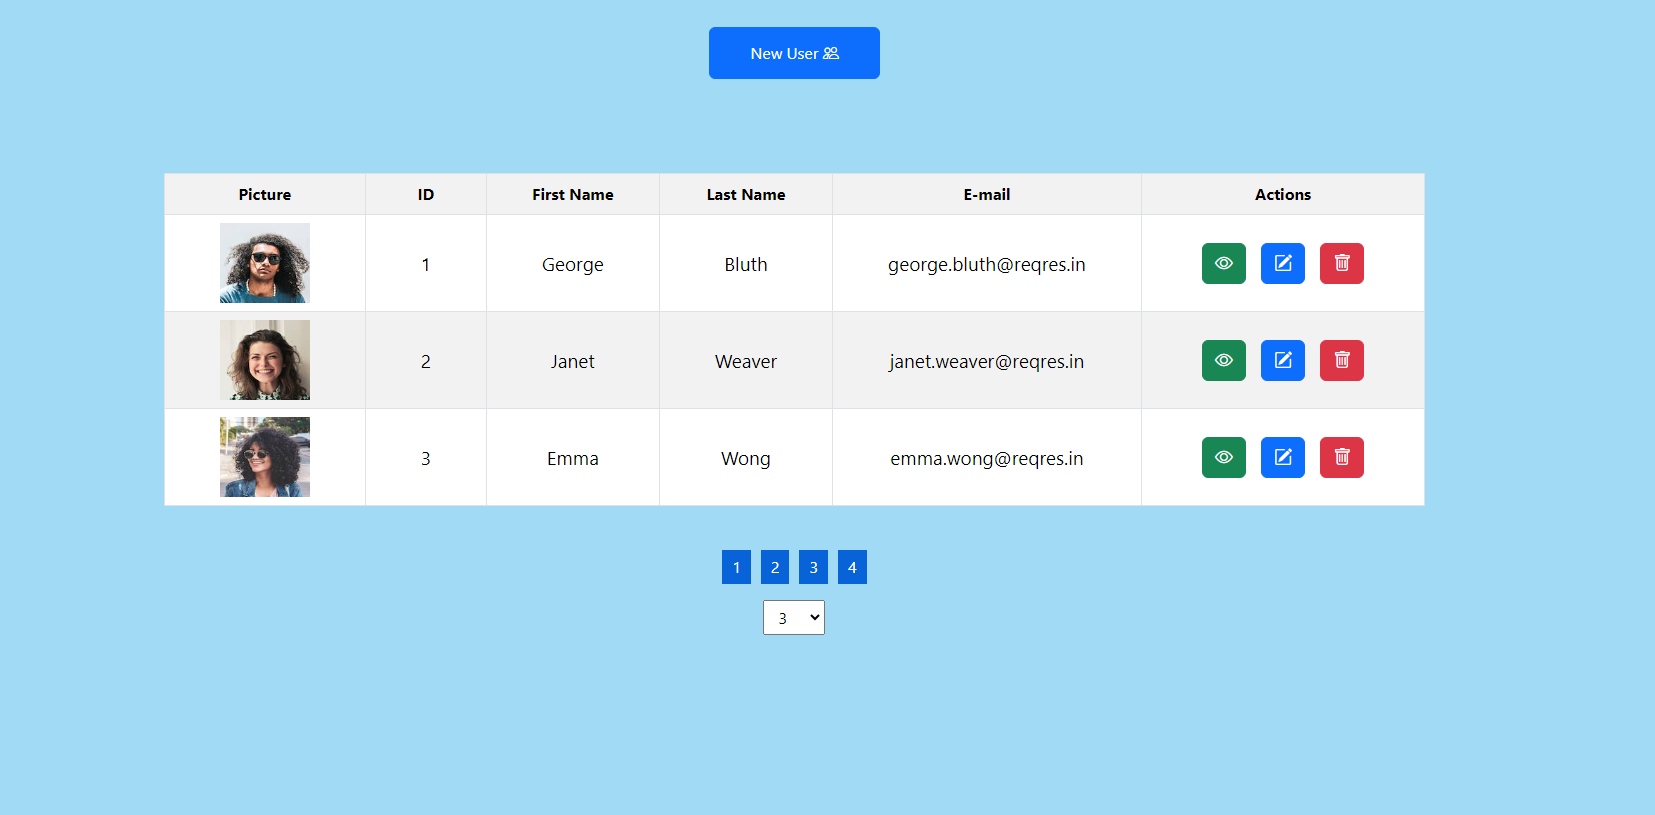 New User
Picture ID First Name Last Name E-mail Actions
1 George Bluth george.bluth@reqres.in
2 Janet Weaver janet.weaver@reqres.in
3 Emma Wong emma.wong@reqres.in
1 2 3 4
3